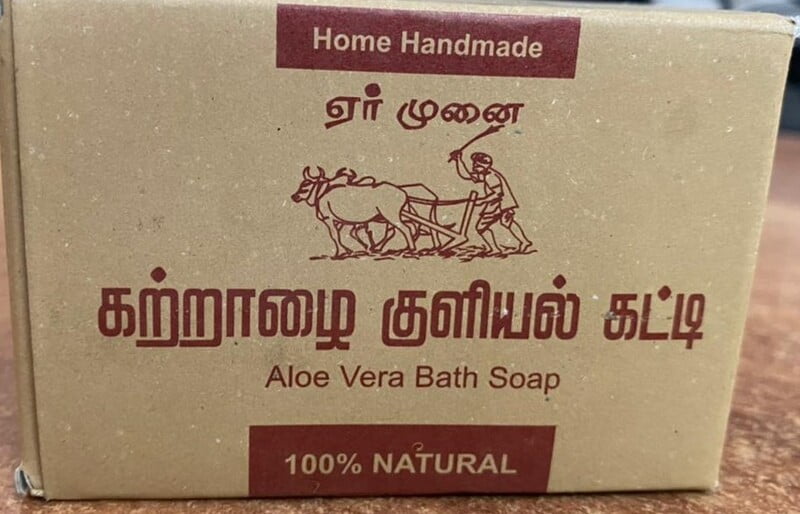 Home Handmade
ஏர் முனை
கற்றாழை குளியல் கட்டி
Aloe Vera Bath Soap
100% NATURAL